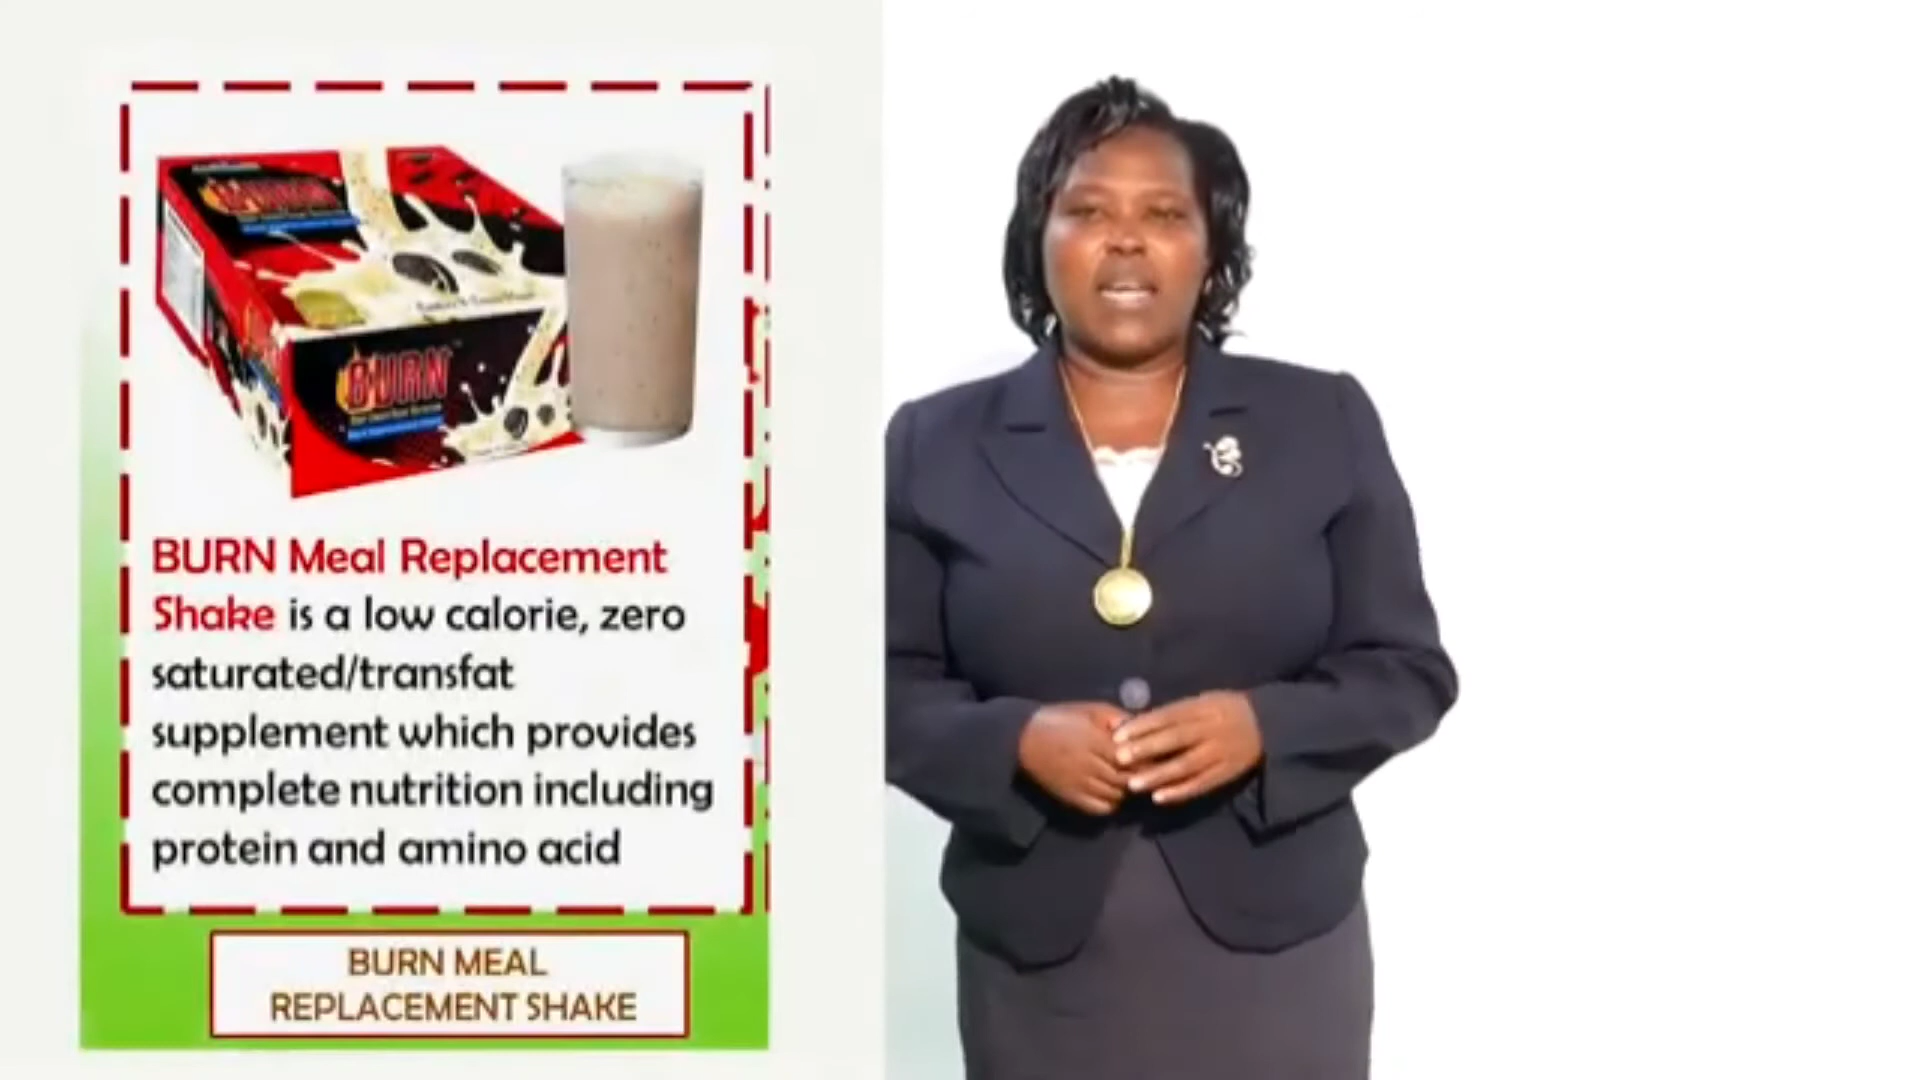 BURN
BURN Meal Replacement
Shake is a low calorie, zero
saturated/transfat
supplement which provides
complete nutrition including
protein and amino acid
BURN MEAL
REPLACEMENT SHAKE